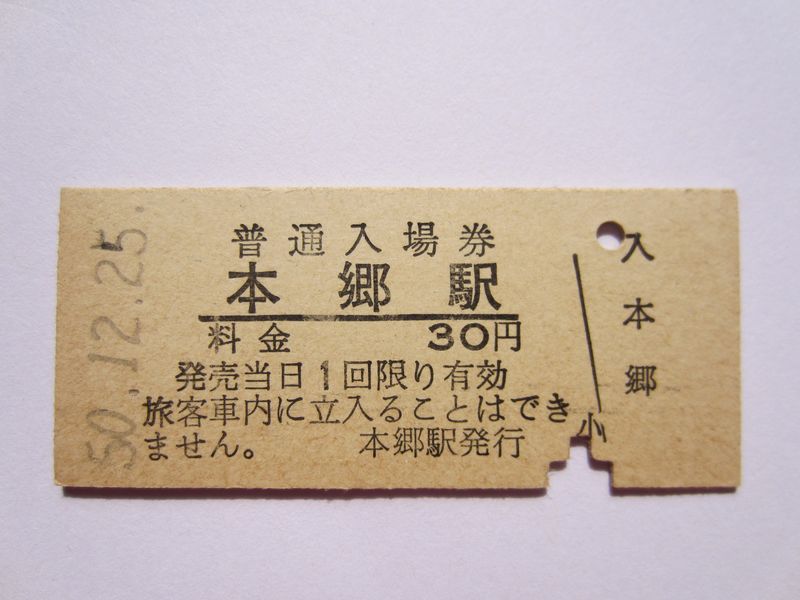 50.12.25.
普通入場券
本郷駅
料金 30円
発売当日1回限り有効
旅客車内に立入ることはでき
ません。 本郷駅発行
小
入
本
郷